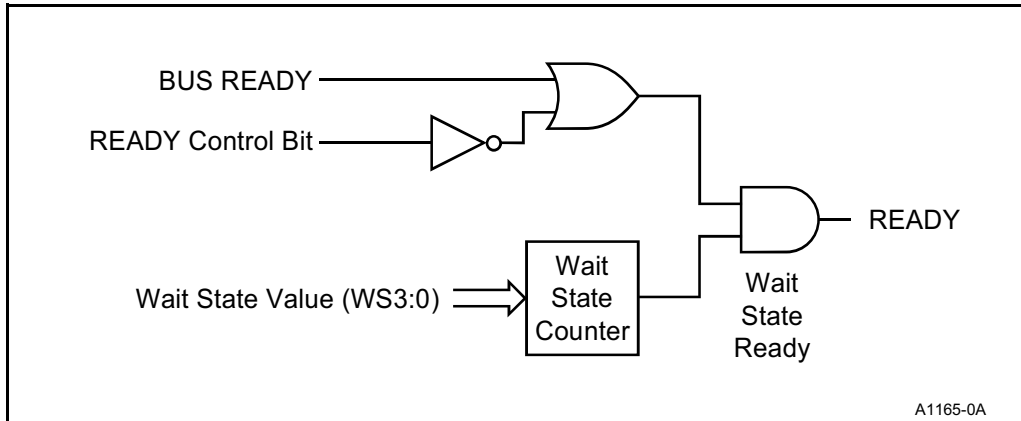 BUS READY
READY Control Bit
READY
Wait State Value (WS3:0)
Wait
State
Counter
Wait
State
Ready
A1165-0A